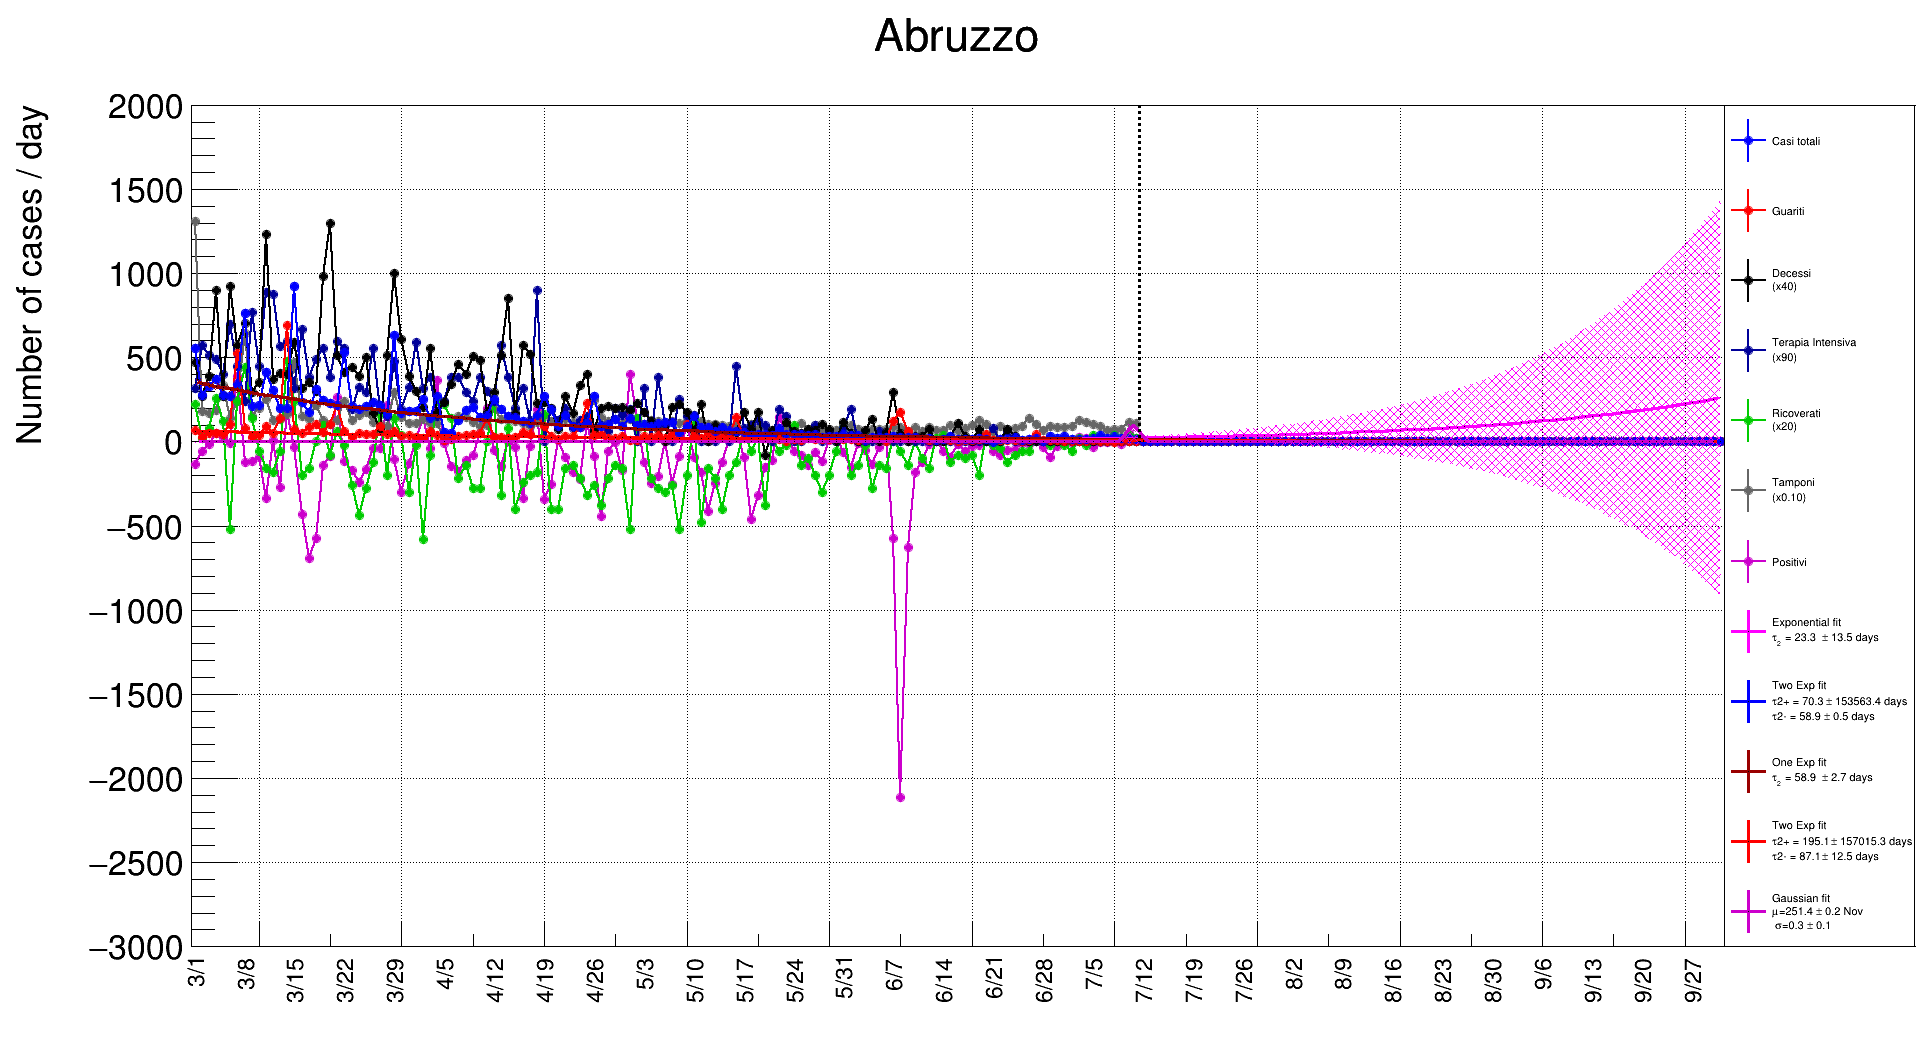 Abruzzo
Number of cases / day
2000
1500
1000
500
0
−500
−1000
−1500
−2000
−2500
−3000
3/1
3/8
3/15
3/22
3/29
4/5
4/12
4/19
4/26
5/3
5/10
5/17
5/24
5/31
6/7
6/14
6/21
6/28
7/5
7/12
7/19
7/26
8/2
8/9
8/16
8/23
8/30
9/6
9/13
9/20
9/27
Casi totali
Guariti
Decessi
(x40)
Terapia Intensiva
(x90)
Ricoverati
(x20)
Tamponi
(x0.10)
Positivi
Exponential fit
τ2 = 23.3 ± 13.5 days
Two Exp fit
τ2+ = 70.3 ± 153563.4 days
τ2- = 58.9 ± 0.5 days
One Exp fit
τ2 = 58.9 ± 2.7 days
Two Exp fit
τ2+ = 195.1 ± 157015.3 days
τ2- = 87.1 ± 12.5 days
Gaussian fit
μ=251.4 ± 0.2 Nov
σ=0.3 ± 0.1